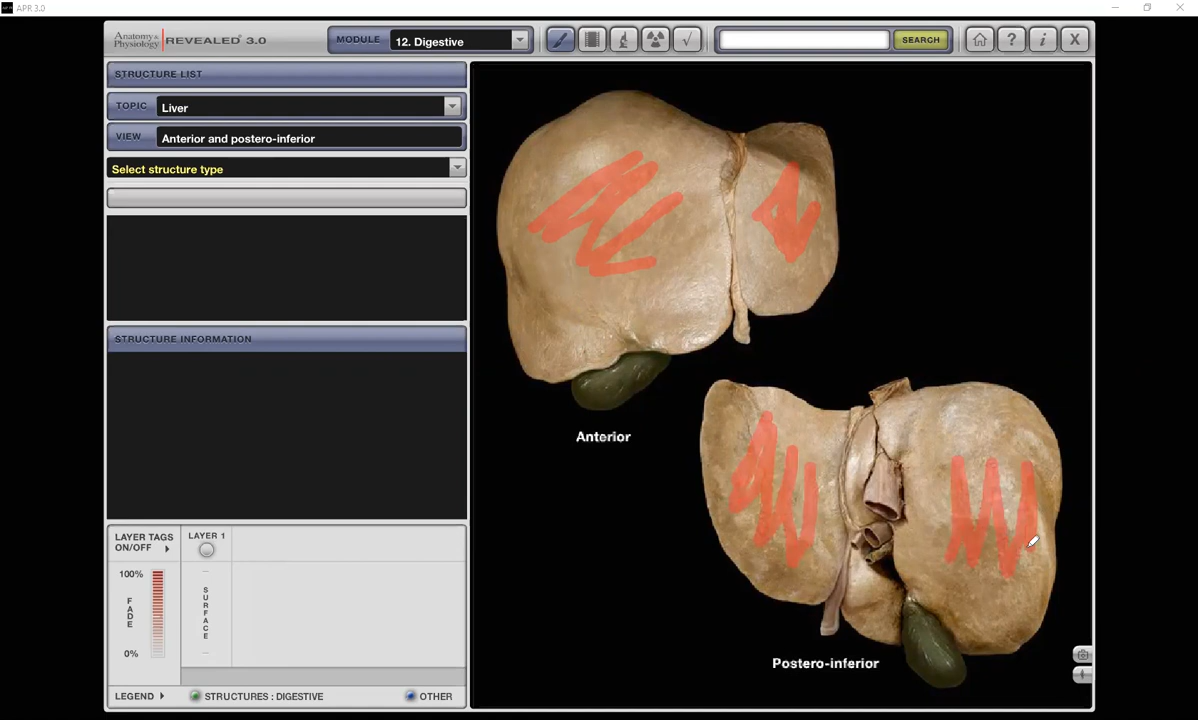 APR 3.0
Anatomy & Physiology REVEALED® 3.0
MODULE 12. Digestive
SEARCH
? i X
STRUCTURE LIST
TOPIC Liver
VIEW Anterior and postero-inferior
Select structure type
STRUCTURE INFORMATION
Anterior
Postero-inferior
LAYER TAGS
ON/OFF
LAYER 1
100%
FADE
0%
SURFACE
LEGEND STRUCTURES : DIGESTIVE OTHER